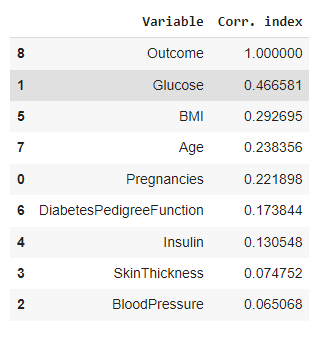 Variable Corr. index
8 Outcome 1.000000
1 Glucose 0.466581
5 BMI 0.292695
7 Age 0.238356
0 Pregnancies 0.221898
6 DiabetesPedigreeFunction 0.173844
4 Insulin 0.130548
3 SkinThickness 0.074752
2 BloodPressure 0.065068